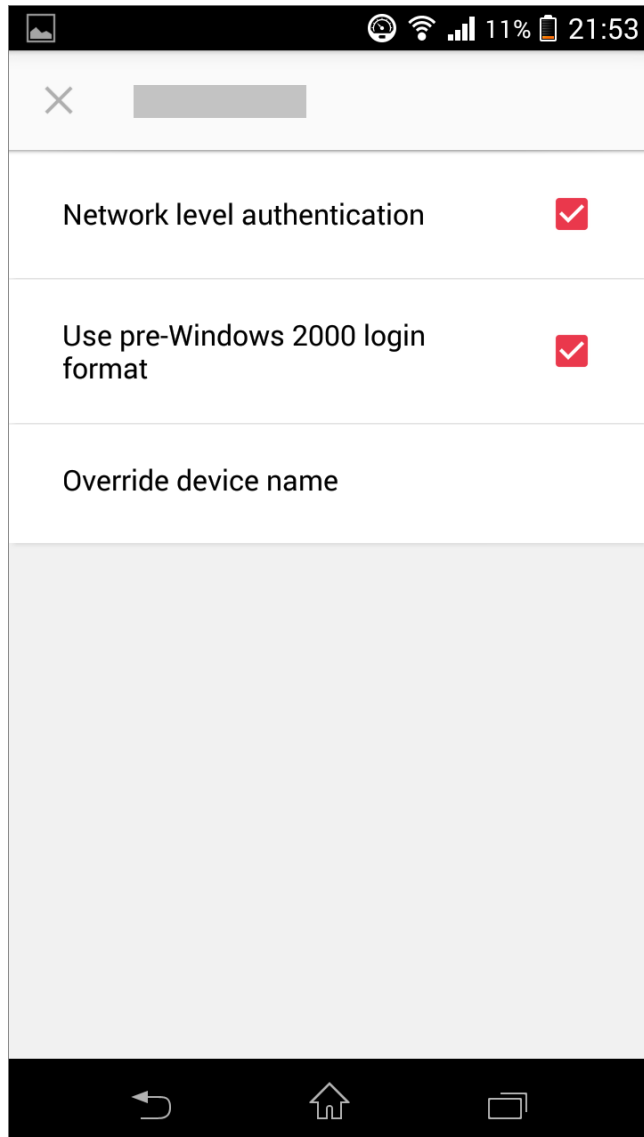 11% 21:53
Network level authentication
Use pre-Windows 2000 login
format
Override device name